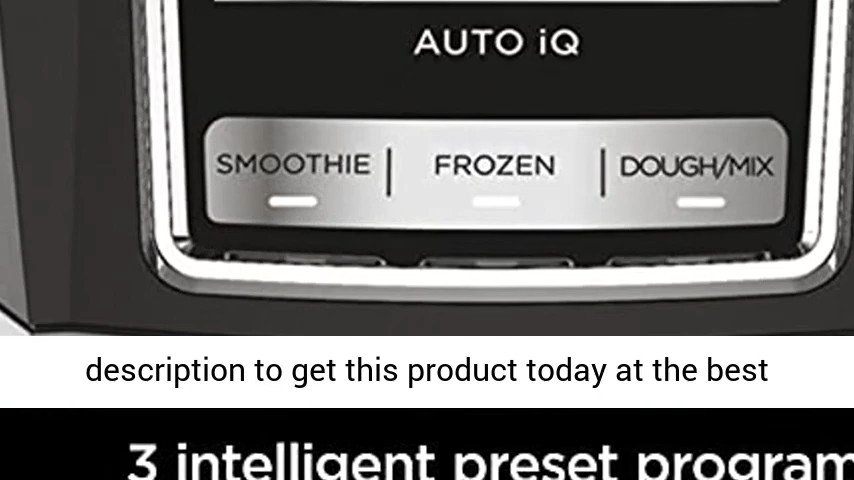 AUTO iQ
SMOOTHIE | FROZEN | DOUGH/MIX
description to get this product today at the best
3 intelligent preset program